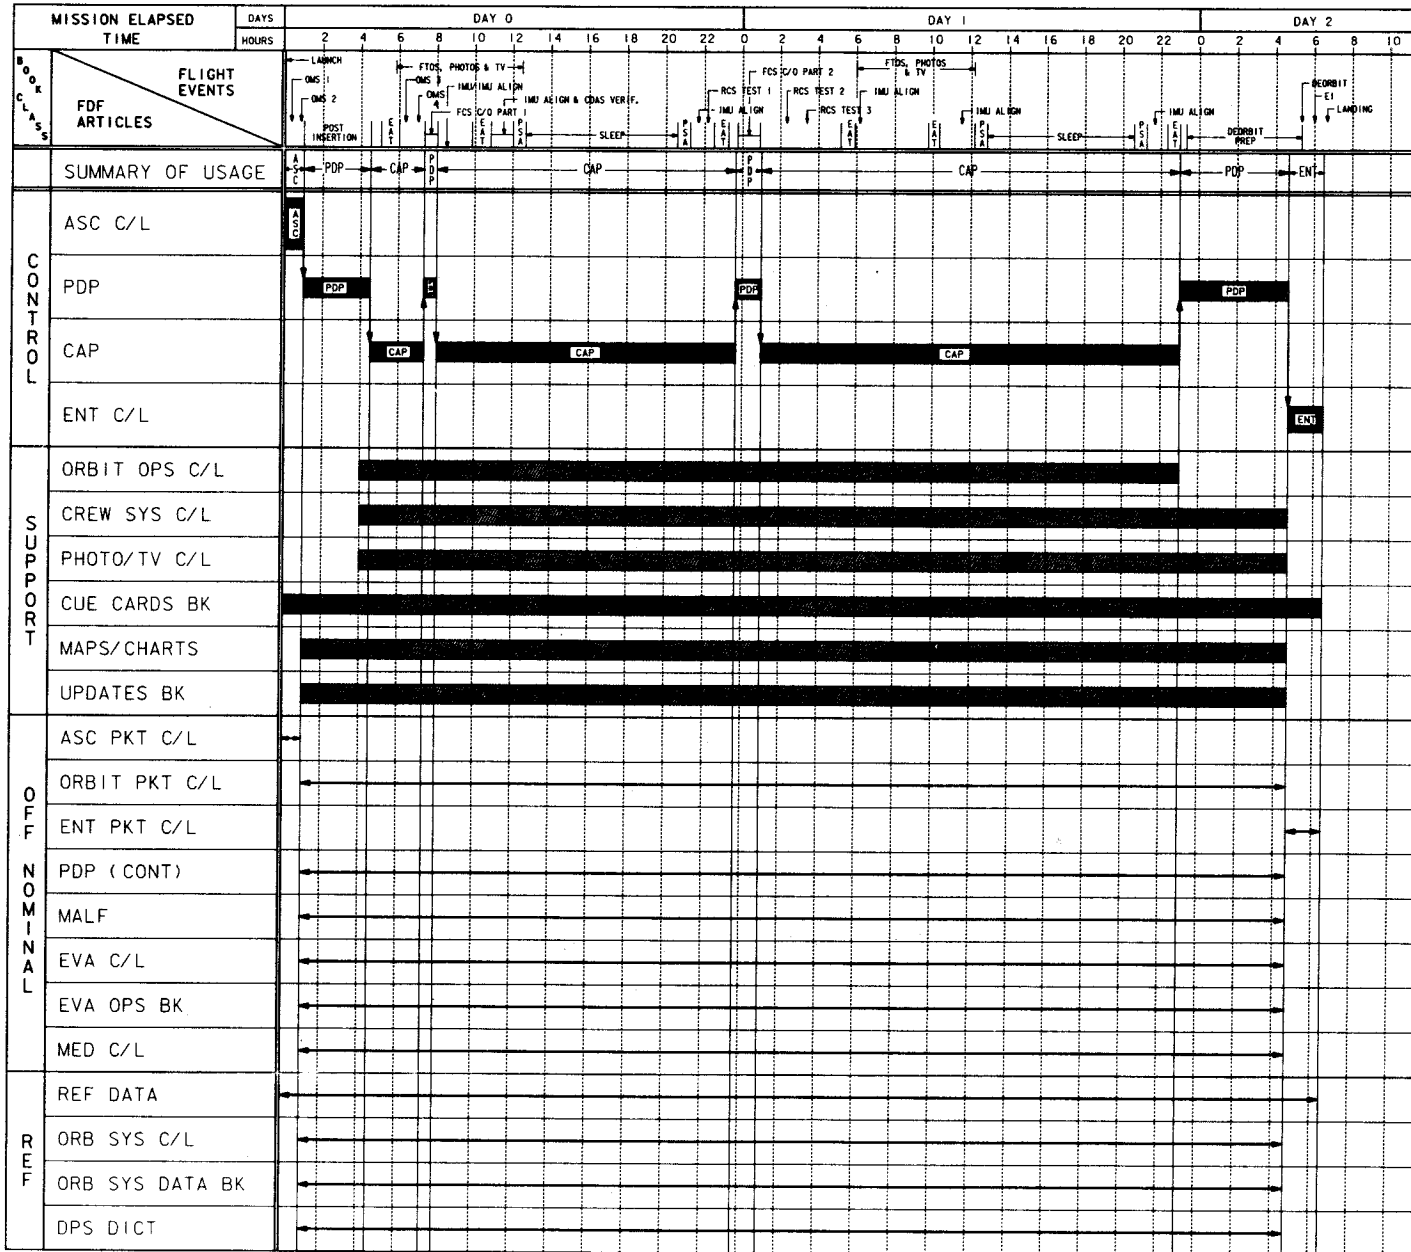 MISSION ELAPSED TIME DAYS DAY 0 DAY 1 DAY 2
HOURS 2 4 6 8 10 12 14 16 18 20 22 0 2 4 6 8 10 12 14 16 18 20 22 0 2 4 6 8 10
BOOK CLASS
FLIGHT EVENTS
FDF ARTICLES
LAUNCH
OMS 1
OMS 2
POST INSERTION
EAT
FTOS, PHOTOS & TV
OMS 3
OMS 4
IMU/IMU ALIGN
FCS C/O PART 1
IMU ALIGN & COAS VERIF.
EAT
PSA
SLEEP
PSA
RCS TEST 1
IMU ALIGN
EAT
FCS C/O PART 2
RCS TEST 2
RCS TEST 3
EAT
FTOS, PHOTOS & TV
IMU ALIGN
EAT
IMU ALIGN
PSA
SLEEP
PSA
IMU ALIGN
EAT
DEORBIT PREP
DEORBIT
EI
LANDING
SUMMARY OF USAGE ASC PDP CAP PDP CAP PDP CAP PDP ENT
CONTROL
ASC C/L ASC
PDP PDP PDP PDP
CAP CAP CAP CAP
ENT C/L ENT
SUPPORT
ORBIT OPS C/L
CREW SYS C/L
PHOTO/TV C/L
CUE CARDS BK
MAPS/CHARTS
UPDATES BK
OFF NOMINAL
ASC PKT C/L
ORBIT PKT C/L
ENT PKT C/L
PDP (CONT)
MALF
EVA C/L
EVA OPS BK
MED C/L
REF
REF DATA
ORB SYS C/L
ORB SYS DATA BK
DPS DICT